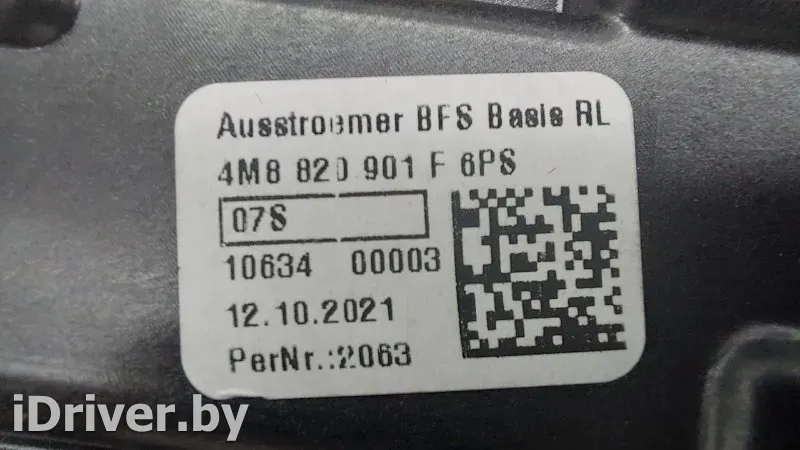 Ausstroemer BFS Basis RL
4M8 820 901 F 6PS
07S
10634 00003
12.10.2021
PerNr.:2063
iDriver.by